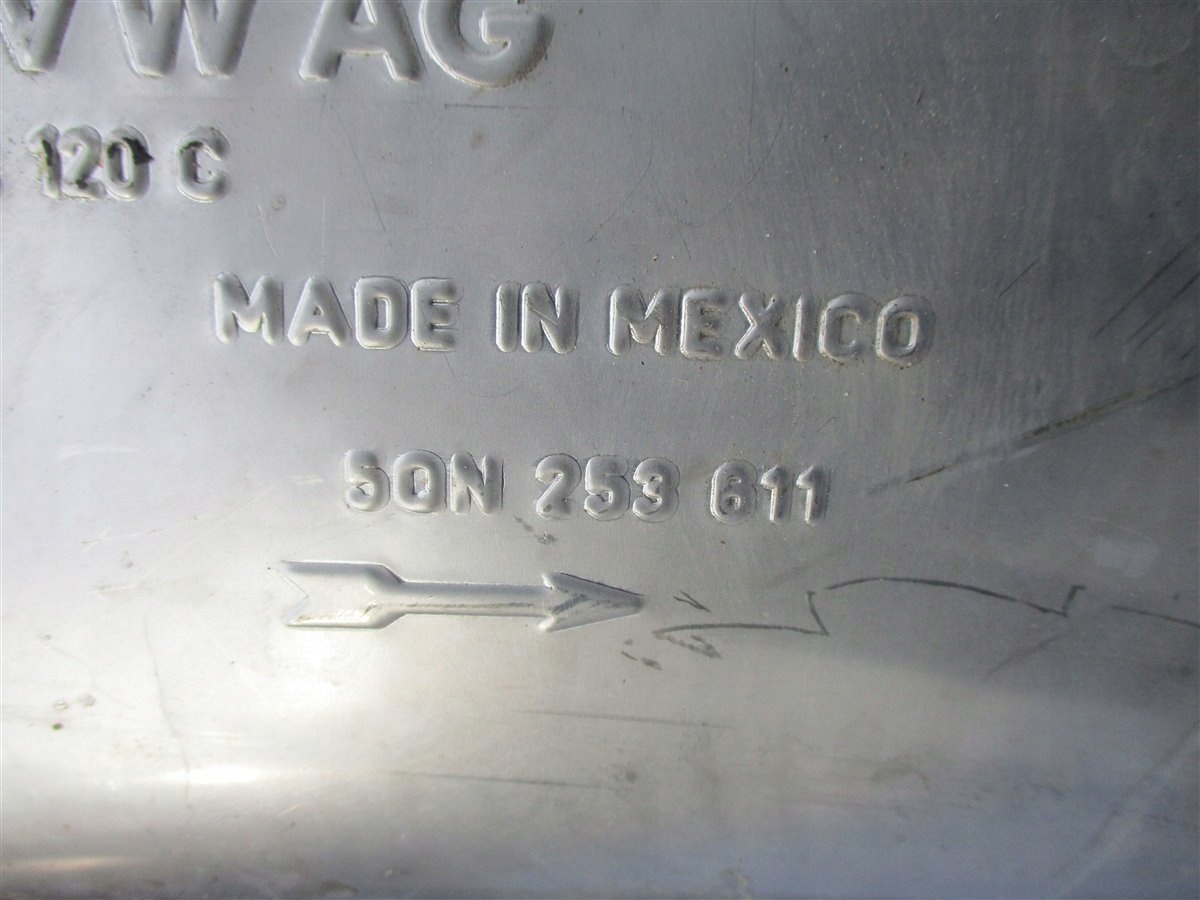 VW AG
120 C
MADE IN MEXICO
5QN 253 611